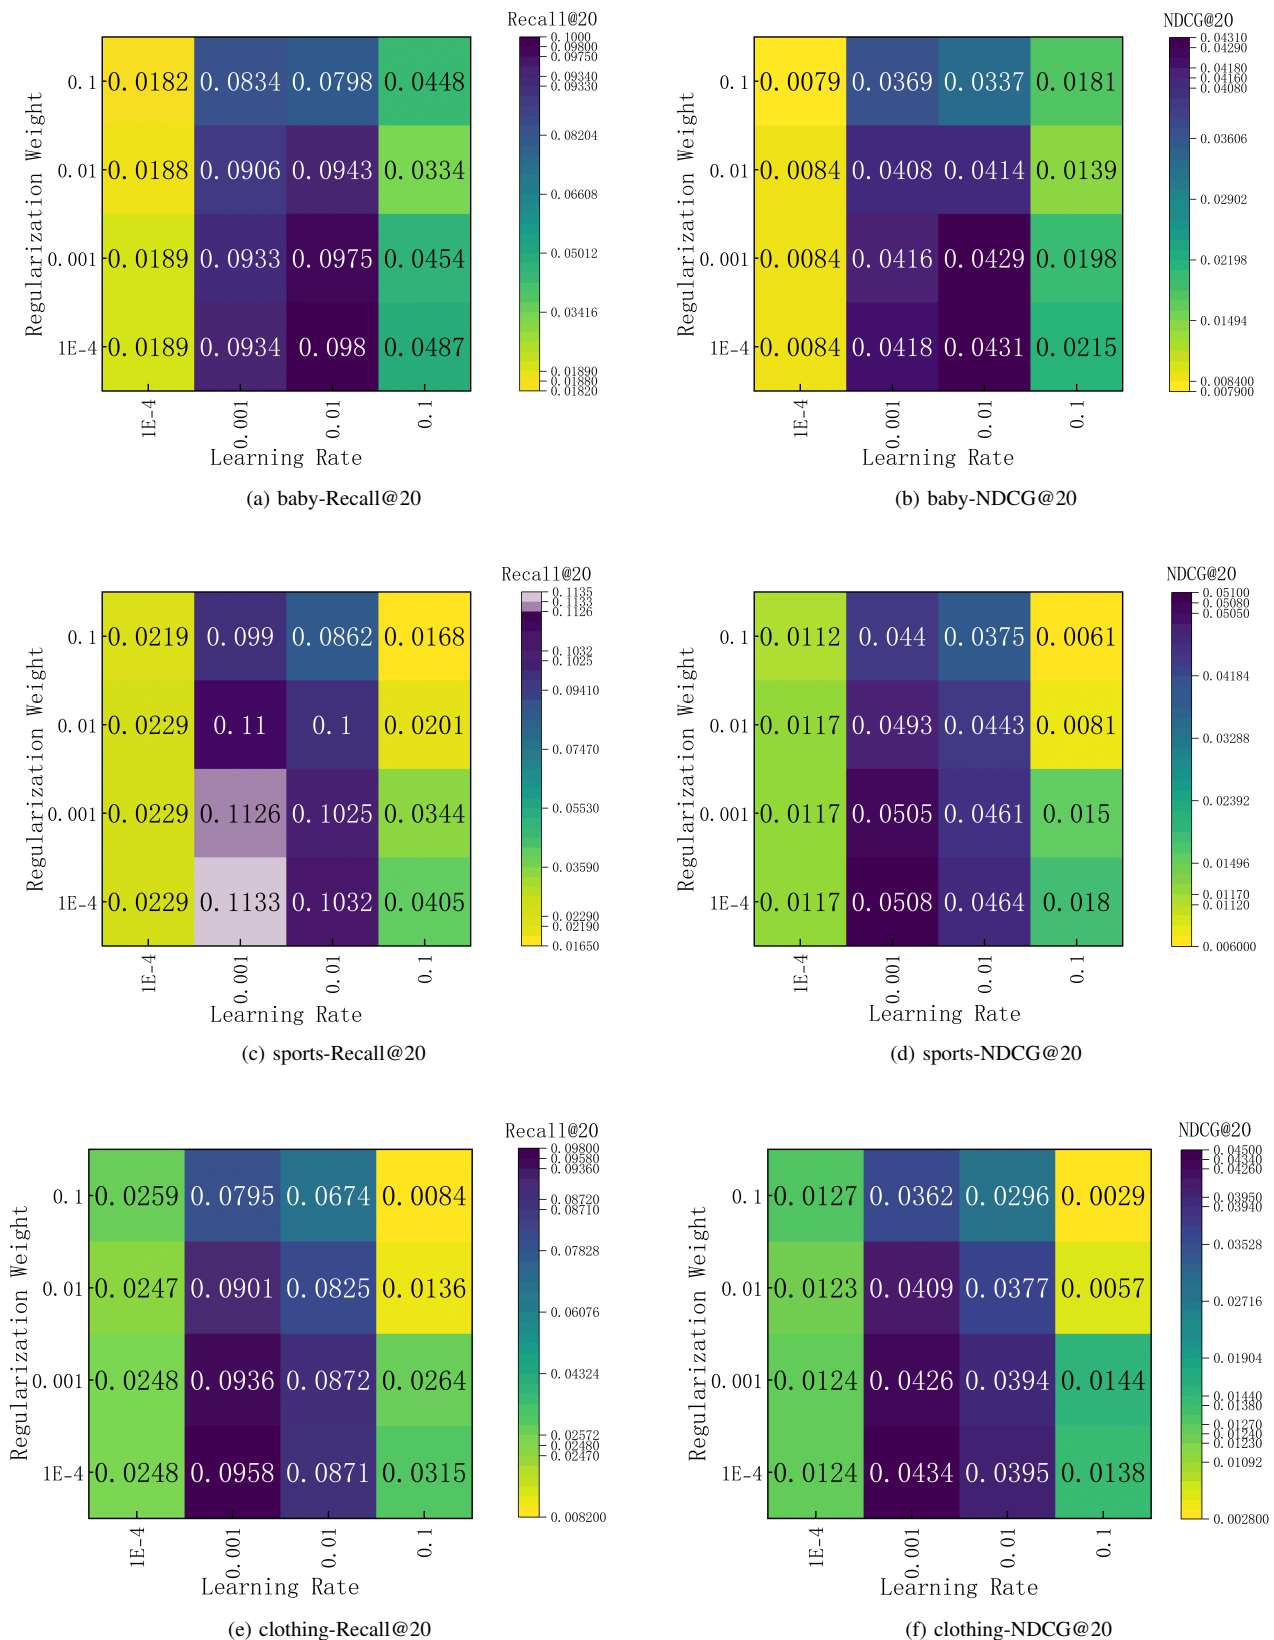 Recall@20
0.1000
0.09800
0.09750
0.09340
0.09330
0.08204
0.06608
0.05012
0.03416
0.01890
0.01880
0.01820
Regularization Weight
0.1 0.0182 0.0834 0.0798 0.0448
0.01 0.0188 0.0906 0.0943 0.0334
0.001 0.0189 0.0933 0.0975 0.0454
1E-4 0.0189 0.0934 0.098 0.0487
1E-4 0.001 0.01 0.1
Learning Rate
(a) baby-Recall@20
NDCG@20
0.04310
0.04290
0.04180
0.04160
0.04080
0.03606
0.02902
0.02198
0.01494
0.008400
0.007900
Regularization Weight
0.1 0.0079 0.0369 0.0337 0.0181
0.01 0.0084 0.0408 0.0414 0.0139
0.001 0.0084 0.0416 0.0429 0.0198
1E-4 0.0084 0.0418 0.0431 0.0215
1E-4 0.001 0.01 0.1
Learning Rate
(b) baby-NDCG@20
Recall@20
0.1135
0.1133
0.1126
0.1032
0.1025
0.09410
0.07470
0.05530
0.03590
0.02290
0.02190
0.01650
Regularization Weight
0.1 0.0219 0.099 0.0862 0.0168
0.01 0.0229 0.11 0.1 0.0201
0.001 0.0229 0.1126 0.1025 0.0344
1E-4 0.0229 0.1133 0.1032 0.0405
1E-4 0.001 0.01 0.1
Learning Rate
(c) sports-Recall@20
NDCG@20
0.05100
0.05080
0.05050
0.04184
0.03288
0.02392
0.01496
0.01170
0.01120
0.006000
Regularization Weight
0.1 0.0112 0.044 0.0375 0.0061
0.01 0.0117 0.0493 0.0443 0.0081
0.001 0.0117 0.0505 0.0461 0.015
1E-4 0.0117 0.0508 0.0464 0.018
1E-4 0.001 0.01 0.1
Learning Rate
(d) sports-NDCG@20
Recall@20
0.09800
0.09580
0.09360
0.08720
0.08710
0.07828
0.06076
0.04324
0.02572
0.02480
0.02470
0.008200
Regularization Weight
0.1 0.0259 0.0795 0.0674 0.0084
0.01 0.0247 0.0901 0.0825 0.0136
0.001 0.0248 0.0936 0.0872 0.0264
1E-4 0.0248 0.0958 0.0871 0.0315
1E-4 0.001 0.01 0.1
Learning Rate
(e) clothing-Recall@20
NDCG@20
0.04500
0.04340
0.04260
0.03950
0.03940
0.03528
0.02716
0.01904
0.01440
0.01380
0.01270
0.01240
0.01230
0.01092
0.002800
Regularization Weight
0.1 0.0127 0.0362 0.0296 0.0029
0.01 0.0123 0.0409 0.0377 0.0057
0.001 0.0124 0.0426 0.0394 0.0144
1E-4 0.0124 0.0434 0.0395 0.0138
1E-4 0.001 0.01 0.1
Learning Rate
(f) clothing-NDCG@20